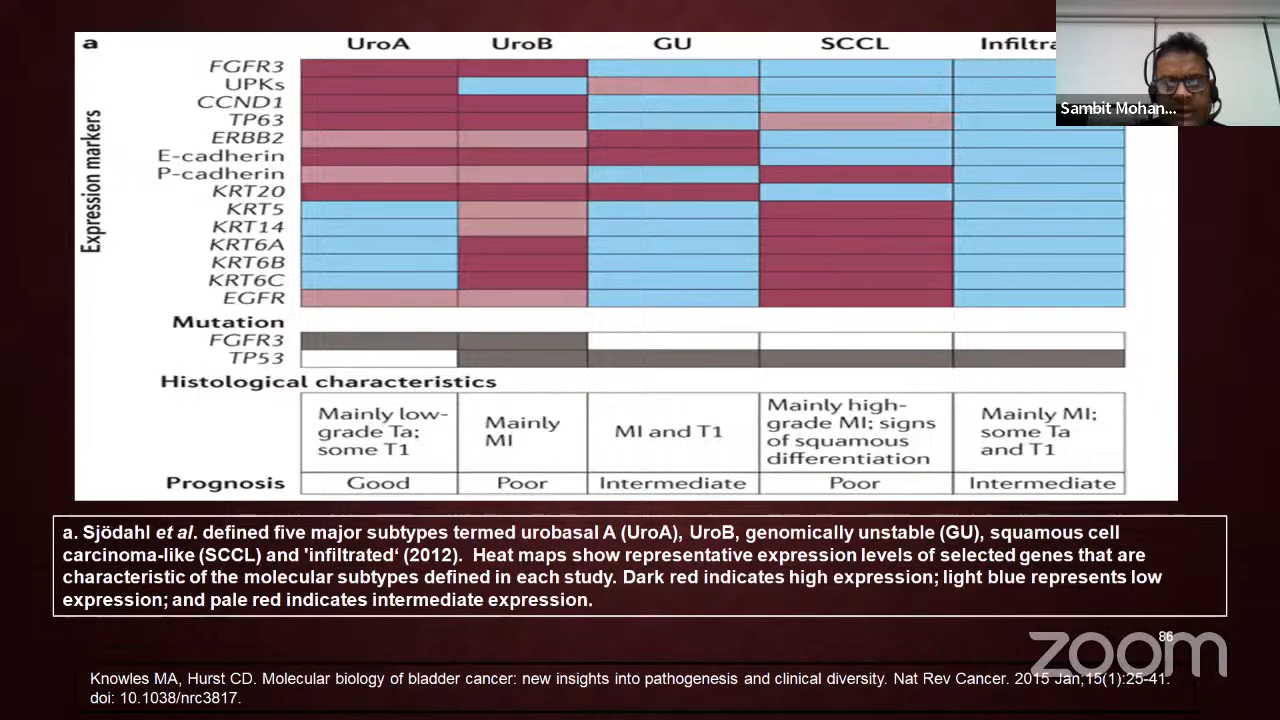 a UroA UroB GU SCCL Infiltra
Sambit Mohan...
Expression markers
FGFR3
UPKs
CCND1
TP63
ERBB2
E-cadherin
P-cadherin
KRT20
KRT5
KRT14
KRT6A
KRT6B
KRT6C
EGFR
Mutation
FGFR3
TP53
Histological characteristics
Mainly low-
grade Ta;
some T1
Mainly
MI
MI and T1
Mainly high-
grade MI; signs
of squamous
differentiation
Mainly MI;
some Ta
and T1
Prognosis Good Poor Intermediate Poor Intermediate
a. Sjödahl et al. defined five major subtypes termed urobasal A (UroA), UroB, genomically unstable (GU), squamous cell
carcinoma-like (SCCL) and 'infiltrated‘ (2012). Heat maps show representative expression levels of selected genes that are
characteristic of the molecular subtypes defined in each study. Dark red indicates high expression; light blue represents low
expression; and pale red indicates intermediate expression.
86
zoom
Knowles MA, Hurst CD. Molecular biology of bladder cancer: new insights into pathogenesis and clinical diversity. Nat Rev Cancer. 2015 Jan;15(1):25-41.
doi: 10.1038/nrc3817.